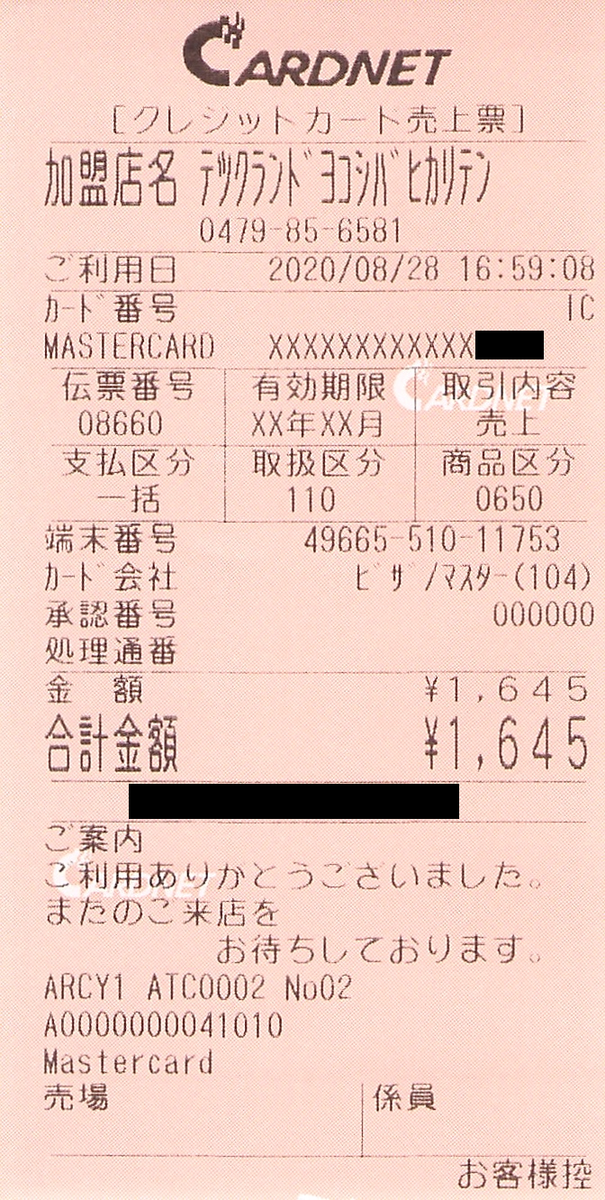 CARDNET
[クレジットカード売上票]
加盟店名 テックランドヨコシバヒカリテン
0479-85-6581
ご利用日 2020/08/28 16:59:08
カード番号 IC
MASTERCARD XXXXXXXXXXXX
伝票番号 有効期限 取引内容
08660 XX年XX月 売上
支払区分 取扱区分 商品区分
一括 110 0650
端末番号 49665-510-11753
カード会社 ビザ/マスター(104)
承認番号 000000
処理通番
金 額 ¥1,645
合計金額 ¥1,645
ご案内
ご利用ありがとうございました。
またのご来店を
お待ちしております。
ARCY1 ATC0002 No02
A0000000041010
Mastercard
売場 係員
お客様控